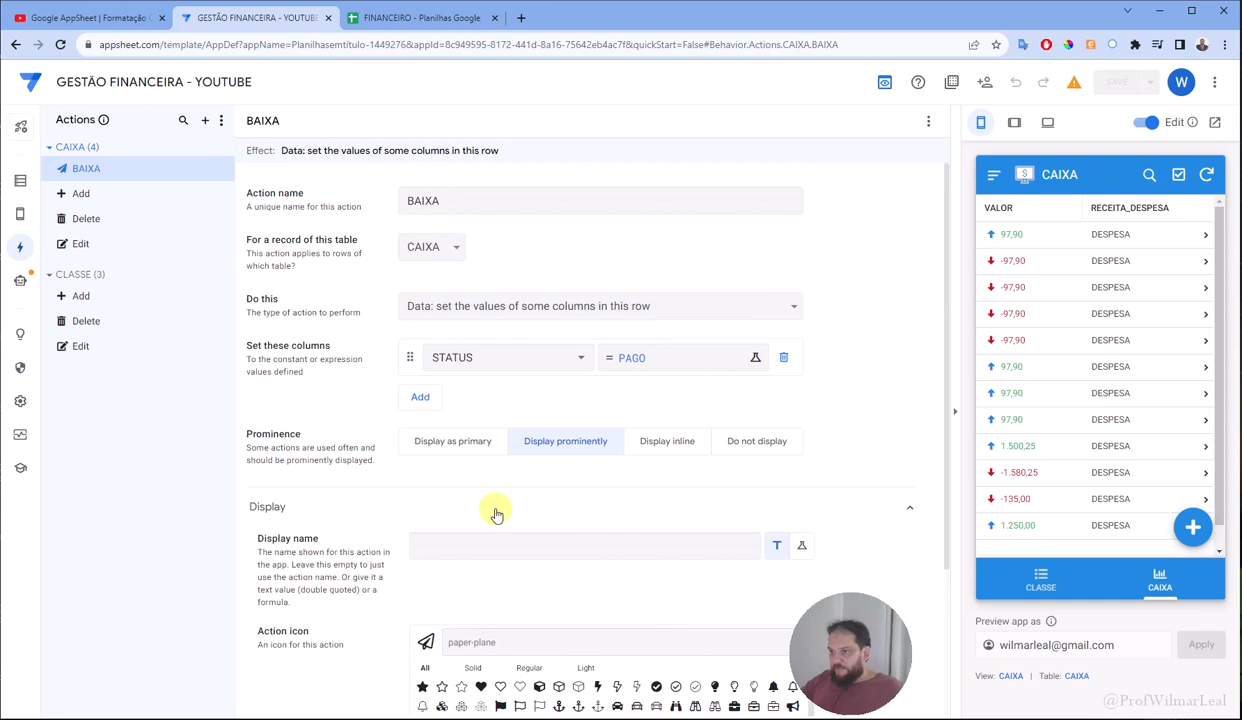 Google AppSheet | Formatação C
GESTÃO FINANCEIRA - YOUTUBE
FINANCEIRO - Planilhas Google
appsheet.com/template/AppDef?appName=Planilhasemtítulo-1449276&appId=8c949595-8172-441d-8a16-75642eb4ac7f&quickStart=False#Behavior.Actions.CAIXA.BAIXA
GESTÃO FINANCEIRA - YOUTUBE
SAVE
W
Actions
CAIXA (4)
BAIXA
Add
Delete
Edit
CLASSE (3)
Add
Delete
Edit
BAIXA
Effect: Data: set the values of some columns in this row
Action name
A unique name for this action
BAIXA
For a record of this table
This action applies to rows of
which table?
CAIXA
Do this
The type of action to perform
Data: set the values of some columns in this row
Set these columns
To the constant or expression
values defined
STATUS
= PAGO
Add
Prominence
Some actions are used often and
should be prominently displayed.
Display as primary
Display prominently
Display inline
Do not display
Display
Display name
The name shown for this action in
the app. Leave this empty to just
use the action name. Or give it a
text value (double quoted) or a
formula.
T
Action icon
An icon for this action
paper-plane
All
Solid
Regular
Light
Edit
CAIXA
VALOR RECEITA_DESPESA
97,90 DESPESA
-97,90 DESPESA
-97,90 DESPESA
-97,90 DESPESA
-97,90 DESPESA
97,90 DESPESA
97,90 DESPESA
97,90 DESPESA
1.500,25 DESPESA
-1.580,25 DESPESA
-135,00 DESPESA
1.250,00 DESPESA
CLASSE
CAIXA
Preview app as
wilmarleal@gmail.com
Apply
View: CAIXA | Table: CAIXA
@ProfWilmarLeal